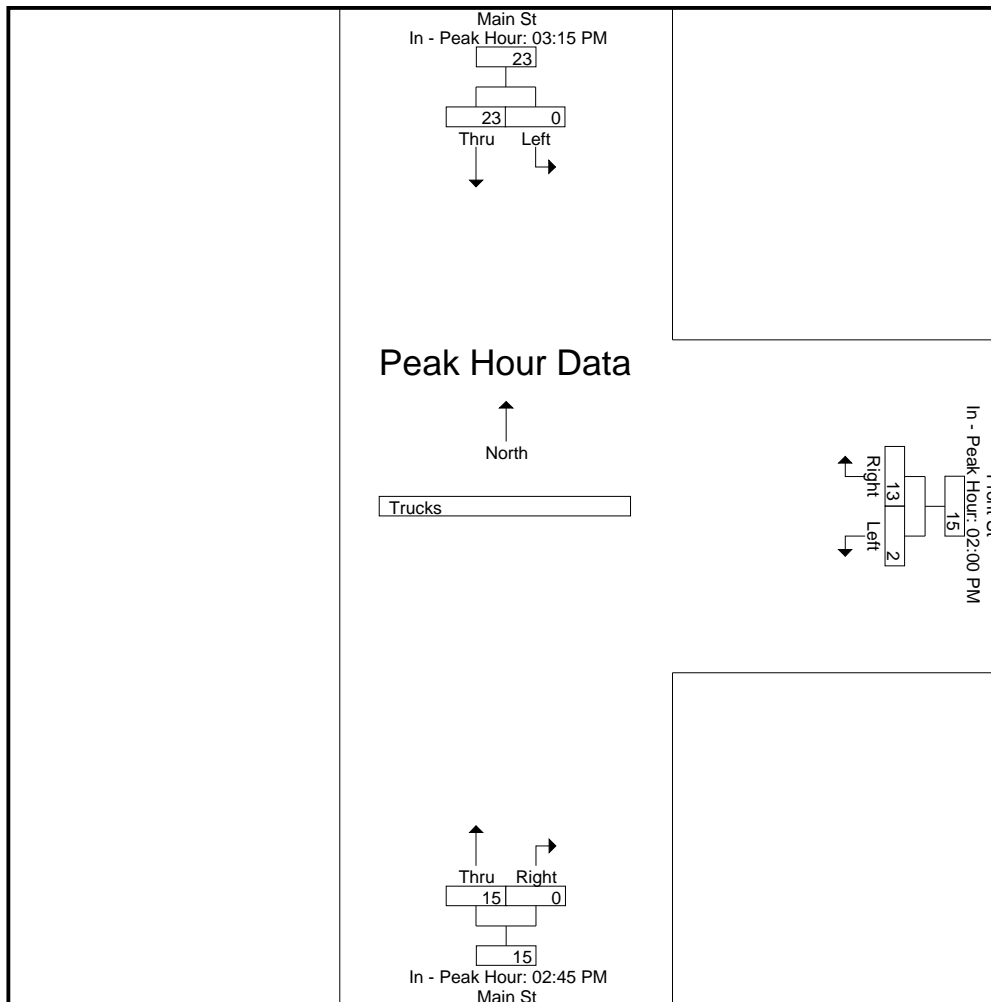 Main St
In - Peak Hour: 03:15 PM
23
23 0
Thru Left
Peak Hour Data
North
Trucks
In - Peak Hour: 02:00 PM
15
13 2
Right Left
Thru Right
15 0
15
In - Peak Hour: 02:45 PM
Main St